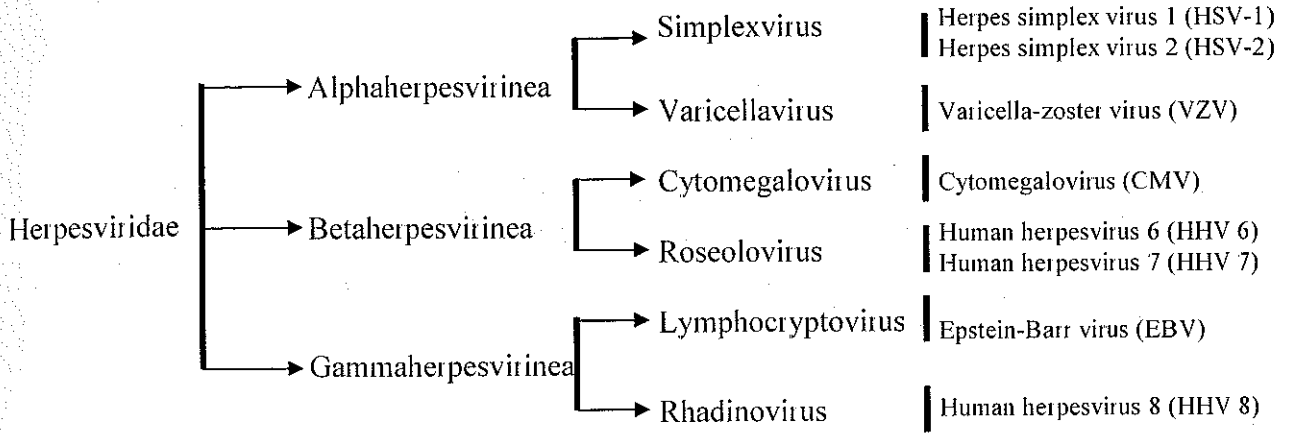 Herpesviridae
Alphaherpesvirinea
Simplexvirus
Herpes simplex virus 1 (HSV-1)
Herpes simplex virus 2 (HSV-2)
Varicellavirus
Varicella-zoster virus (VZV)
Betaherpesvirinea
Cytomegalovirus
Cytomegalovirus (CMV)
Roseolovirus
Human herpesvirus 6 (HHV 6)
Human herpesvirus 7 (HHV 7)
Gammaherpesvirinea
Lymphocryptovirus
Epstein-Barr virus (EBV)
Rhadinovirus
Human herpesvirus 8 (HHV 8)